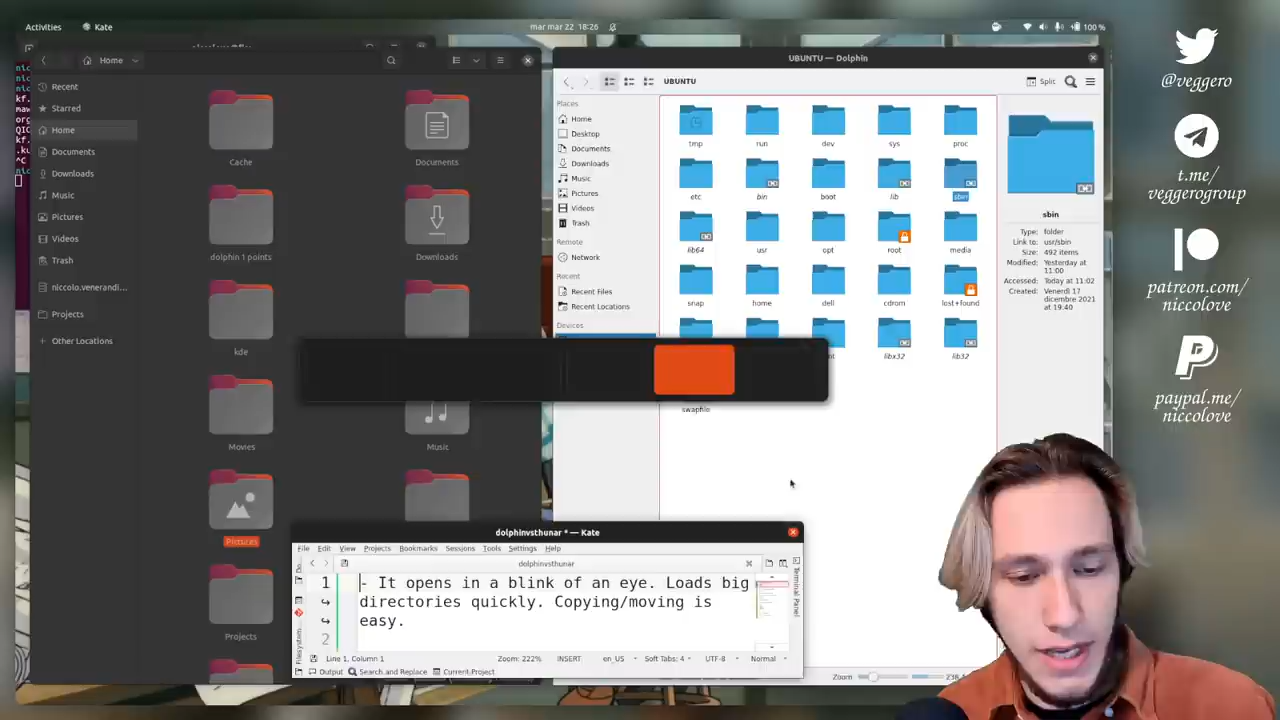 Activities
Kate
mar mar 22 18:26
100 %
Home
Recent
Starred
Home
Documents
Downloads
Music
Pictures
Videos
Trash
niccolo.venerandi...
Projects
Other Locations
Cache
Documents
dolphin 1 points
Downloads
kde
Movies
Music
Pictures
Projects
UBUNTU — Dolphin
UBUNTU
Split
Places
Home
Desktop
Documents
Downloads
Music
Pictures
Videos
Trash
Remote
Network
Recent
Recent Files
Recent Locations
Devices
tmp run dev sys proc
etc bin boot lib sbin
lib64 usr opt root media
snap home dell cdrom lost+found
libx32 lib32
swapfile
sbin
Type: folder
Link to: usr/sbin
Size: 492 items
Modified: Yesterday at
11:00
Accessed: Today at 11:02
Created: Venerdì 17
dicembre 2021
at 19:40
Zoom
dolphinvsthunar * — Kate
File Edit View Projects Bookmarks Sessions Tools Settings Help
dolphinvsthunar
1 - It opens in a blink of an eye. Loads big
directories quickly. Copying/moving is
easy.
2
Terminal Panel
Line 1, Column 1 Zoom: 222% INSERT en_US Soft Tabs: 4 UTF-8 Normal
Output Search and Replace Current Project
@veggero
t.me/
veggerogroup
patreon.com/
niccolove
paypal.me/
niccolove